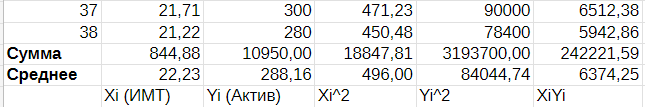 37 21,71 300 471,23 90000 6512,38
38 21,22 280 450,48 78400 5942,86
Сумма 844,88 10950,00 18847,81 3193700,00 242221,59
Среднее 22,23 288,16 496,00 84044,74 6374,25
Xi (ИМТ) Yi (Актив) Xi^2 Yi^2 XiYi